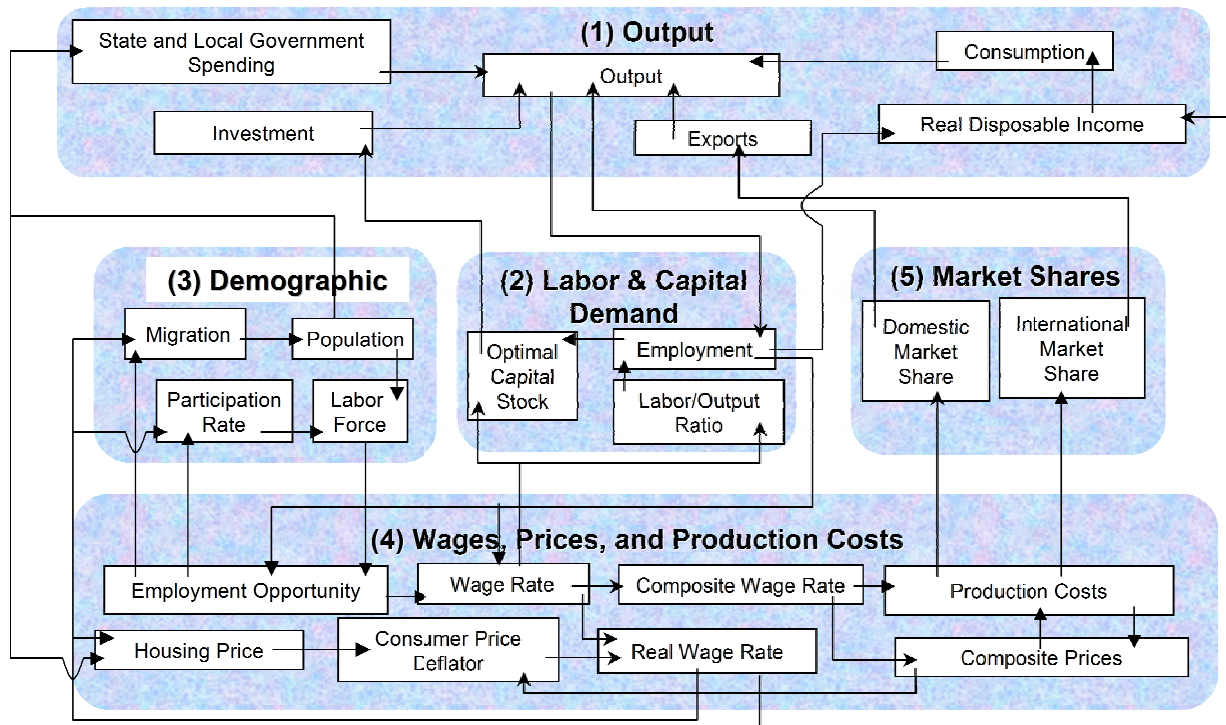 (1) Output
State and Local Government
Spending
Output
Consumption
Investment
Exports
Real Disposable Income
(3) Demographic
Migration
Population
Participation
Rate
Labor
Force
(2) Labor & Capital
Demand
Optimal
Capital
Stock
Employment
Labor/Output
Ratio
(5) Market Shares
Domestic
Market
Share
International
Market
Share
(4) Wages, Prices, and Production Costs
Employment Opportunity
Wage Rate
Composite Wage Rate
Production Costs
Housing Price
Consumer Price
Deflator
Real Wage Rate
Composite Prices